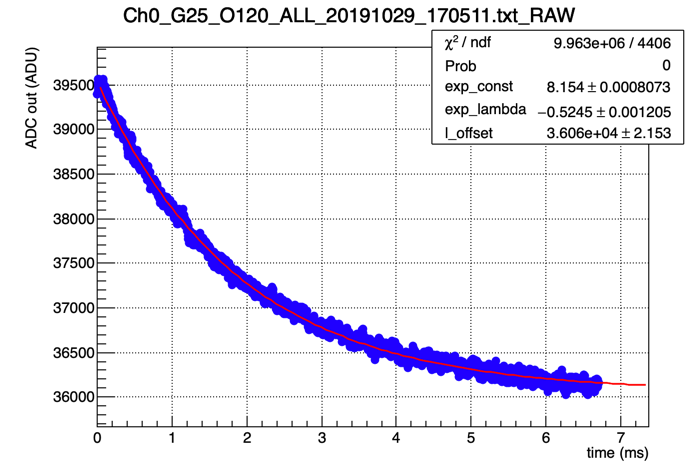 Ch0_G25_O120_ALL_20191029_170511.txt_RAW
χ² / ndf 9.963e+06 / 4406
Prob 0
exp_const 8.154 ± 0.0008073
exp_lambda −0.5245 ± 0.001205
l_offset 3.606e+04 ± 2.153
ADC out (ADU)
39500
39000
38500
38000
37500
37000
36500
36000
0 1 2 3 4 5 6 7
time (ms)